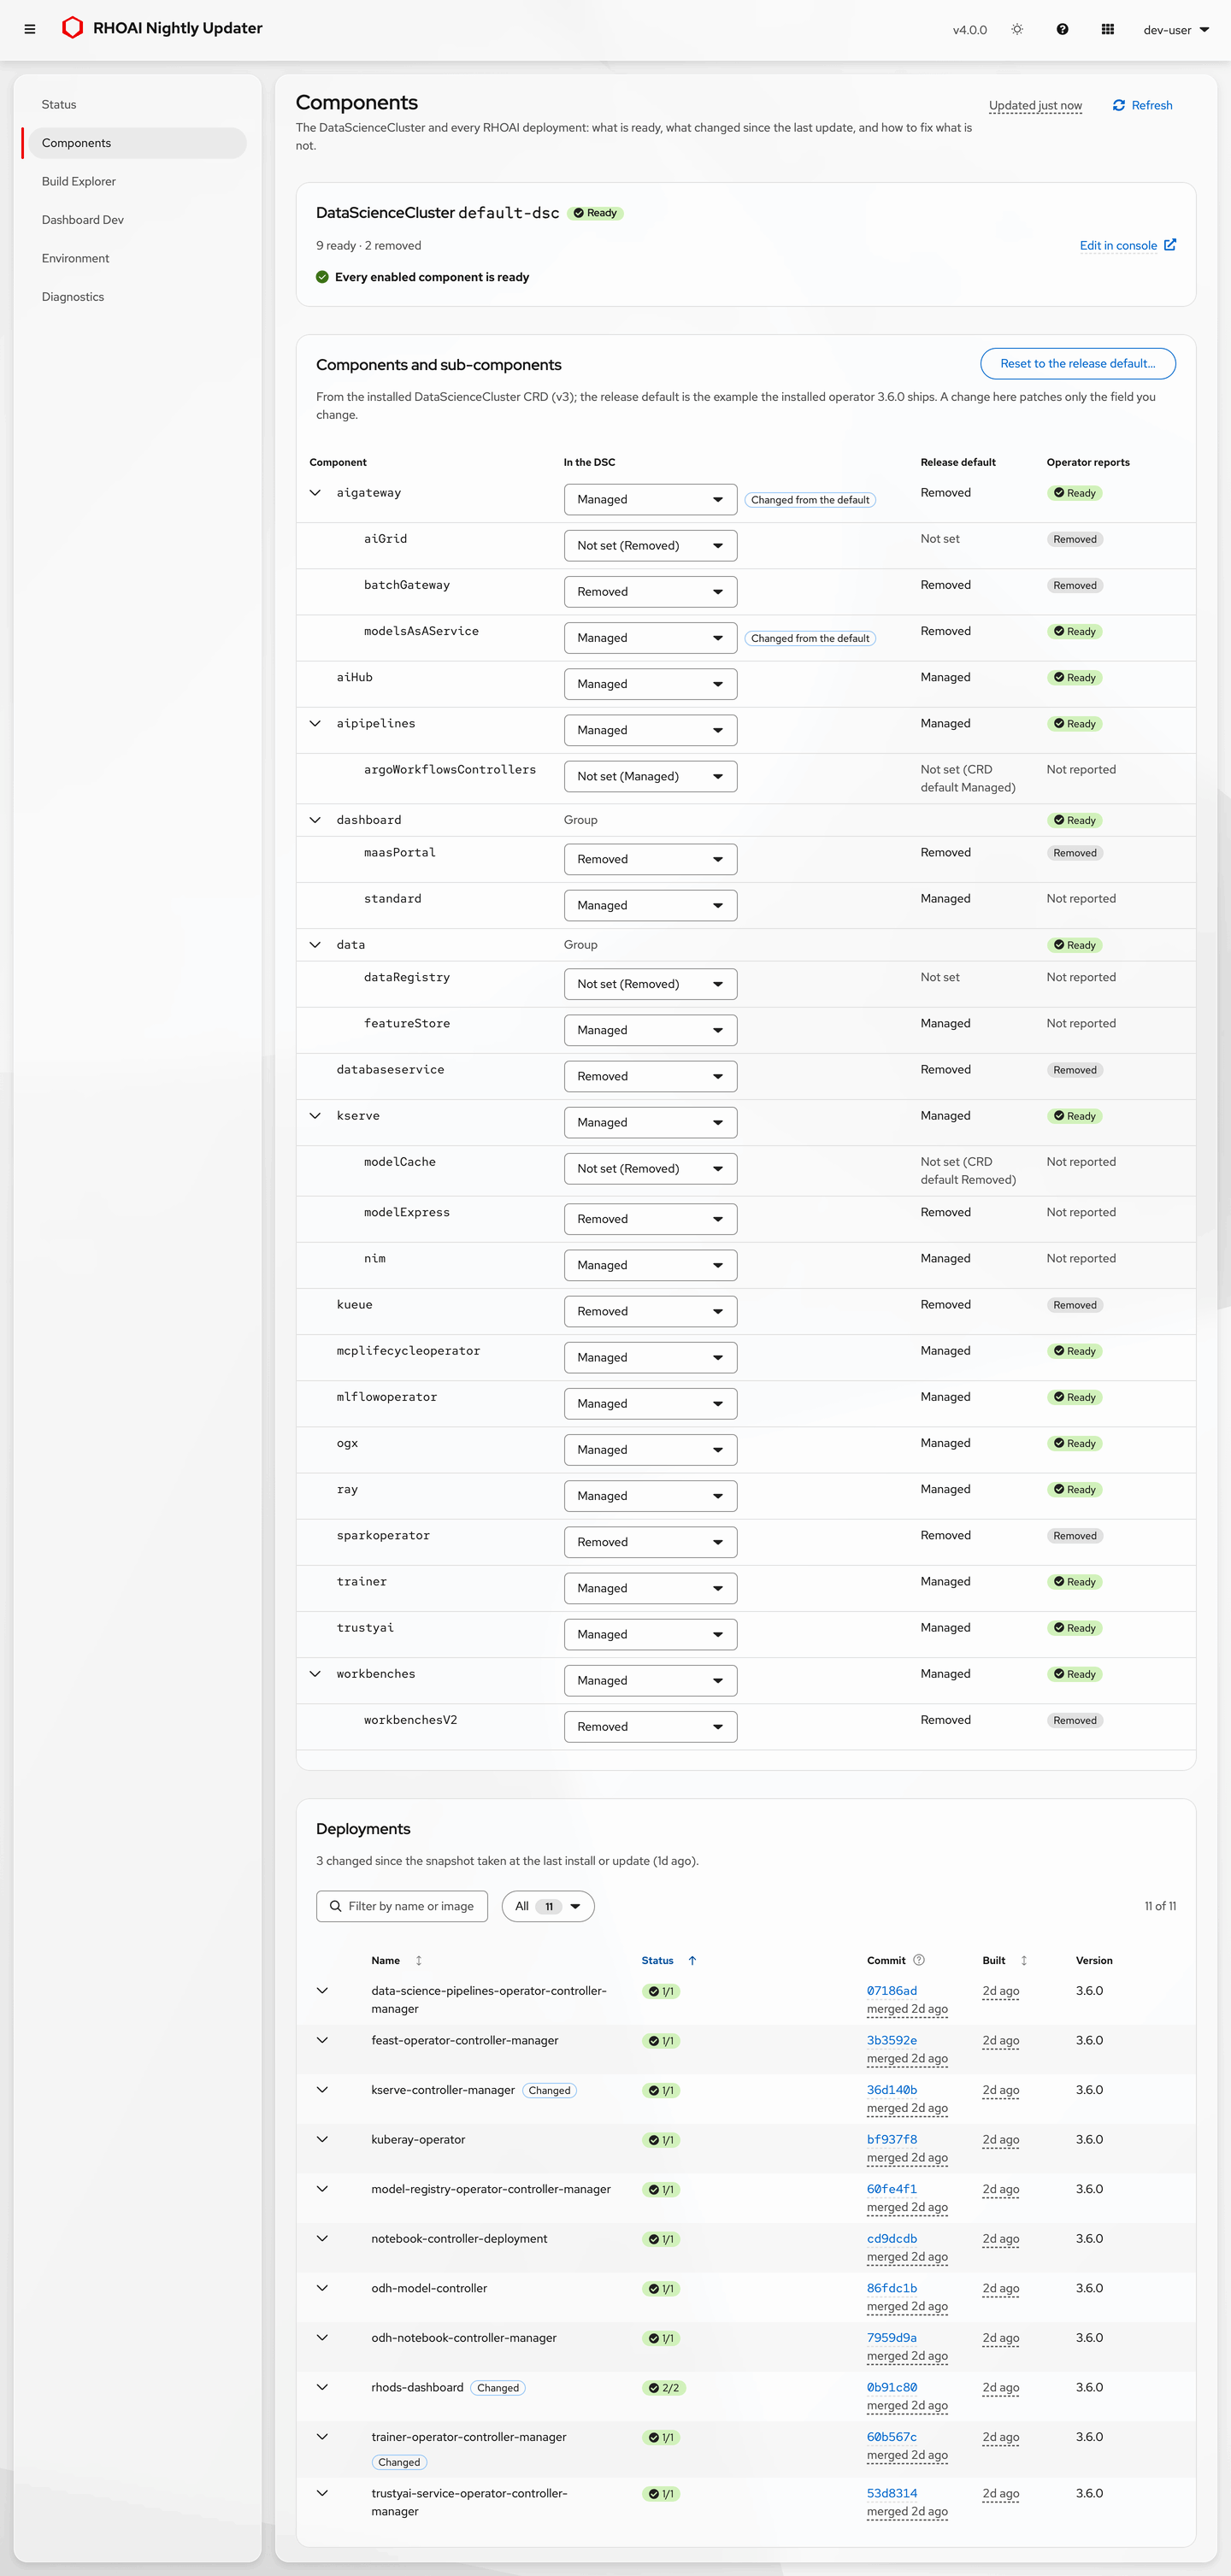 RHOAI Nightly Updater
v4.0.0
dev-user
Status
Components
Build Explorer
Dashboard Dev
Environment
Diagnostics
Components
Updated just now
Refresh
The DataScienceCluster and every RHOAI deployment: what is ready, what changed since the last update, and how to fix what is
not.
DataScienceCluster default-dsc Ready
9 ready · 2 removed
Edit in console
Every enabled component is ready
Components and sub-components
Reset to the release default...
From the installed DataScienceCluster CRD (v3); the release default is the example the installed operator 3.6.0 ships. A change here patches only the field you
change.
Component In the DSC Release default Operator reports
aigateway Managed Changed from the default Removed Ready
aiGrid Not set (Removed) Not set Removed
batchGateway Removed Removed Removed
modelsAsAService Managed Changed from the default Removed Ready
aiHub Managed Managed Ready
aipipelines Managed Managed Ready
argoWorkflowsControllers Not set (Managed) Not set (CRD Not reported
default Managed)
dashboard Group Ready
maasPortal Removed Removed Removed
standard Managed Managed Not reported
data Group Ready
dataRegistry Not set (Removed) Not set Not reported
featureStore Managed Managed Not reported
databaseservice Removed Removed Removed
kserve Managed Managed Ready
modelCache Not set (Removed) Not set (CRD Not reported
default Removed)
modelExpress Removed Removed Not reported
nim Managed Managed Not reported
kueue Removed Removed Removed
mcplifecycleoperator Managed Managed Ready
mlflowoperator Managed Managed Ready
ogx Managed Managed Ready
ray Managed Managed Ready
sparkoperator Removed Removed Removed
trainer Managed Managed Ready
trustyai Managed Managed Ready
workbenches Managed Managed Ready
workbenchesV2 Removed Removed Removed
Deployments
3 changed since the snapshot taken at the last install or update (1d ago).
Filter by name or image
All 11
11 of 11
Name Status Commit Built Version
data-science-pipelines-operator-controller- 1/1 07186ad 2d ago 3.6.0
manager merged 2d ago
feast-operator-controller-manager 1/1 3b3592e 2d ago 3.6.0
merged 2d ago
kserve-controller-manager Changed 1/1 36d140b 2d ago 3.6.0
merged 2d ago
kuberay-operator 1/1 bf937f8 2d ago 3.6.0
merged 2d ago
model-registry-operator-controller-manager 1/1 60fe4f1 2d ago 3.6.0
merged 2d ago
notebook-controller-deployment 1/1 cd9dcdb 2d ago 3.6.0
merged 2d ago
odh-model-controller 1/1 86fdc1b 2d ago 3.6.0
merged 2d ago
odh-notebook-controller-manager 1/1 7959d9a 2d ago 3.6.0
merged 2d ago
rhods-dashboard Changed 2/2 0b91c80 2d ago 3.6.0
merged 2d ago
trainer-operator-controller-manager 1/1 60b567c 2d ago 3.6.0
Changed merged 2d ago
trustyai-service-operator-controller- 1/1 53d8314 2d ago 3.6.0
manager merged 2d ago